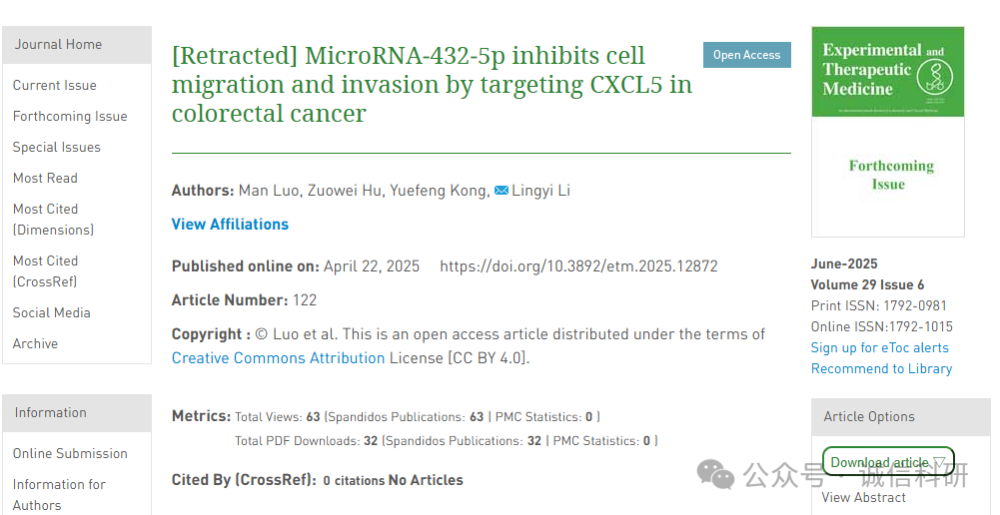 Journal Home
Current Issue
Forthcoming Issue
Special Issues
Most Read
Most Cited
(Dimensions)
Most Cited
(CrossRef)
Social Media
Archive
Information
Online Submission
Information for
Authors
[Retracted] MicroRNA-432-5p inhibits cell
migration and invasion by targeting CXCL5 in
colorectal cancer
Open Access
Authors: Man Luo, Zuowei Hu, Yuefeng Kong, Lingyi Li
View Affiliations
Published online on: April 22, 2025 https://doi.org/10.3892/etm.2025.12872
Article Number: 122
Copyright : © Luo et al. This is an open access article distributed under the terms of
Creative Commons Attribution License [CC BY 4.0].
Metrics: Total Views: 63 (Spandidos Publications: 63 | PMC Statistics: 0 )
Total PDF Downloads: 32 (Spandidos Publications: 32 | PMC Statistics: 0 )
Cited By (CrossRef): 0 citations No Articles
Experimental and
Therapeutic
Medicine
Forthcoming
Issue
June-2025
Volume 29 Issue 6
Print ISSN: 1792-0981
Online ISSN:1792-1015
Sign up for eToc alerts
Recommend to Library
Article Options
Download article ▽
View Abstract
公众号 · 诚信科研